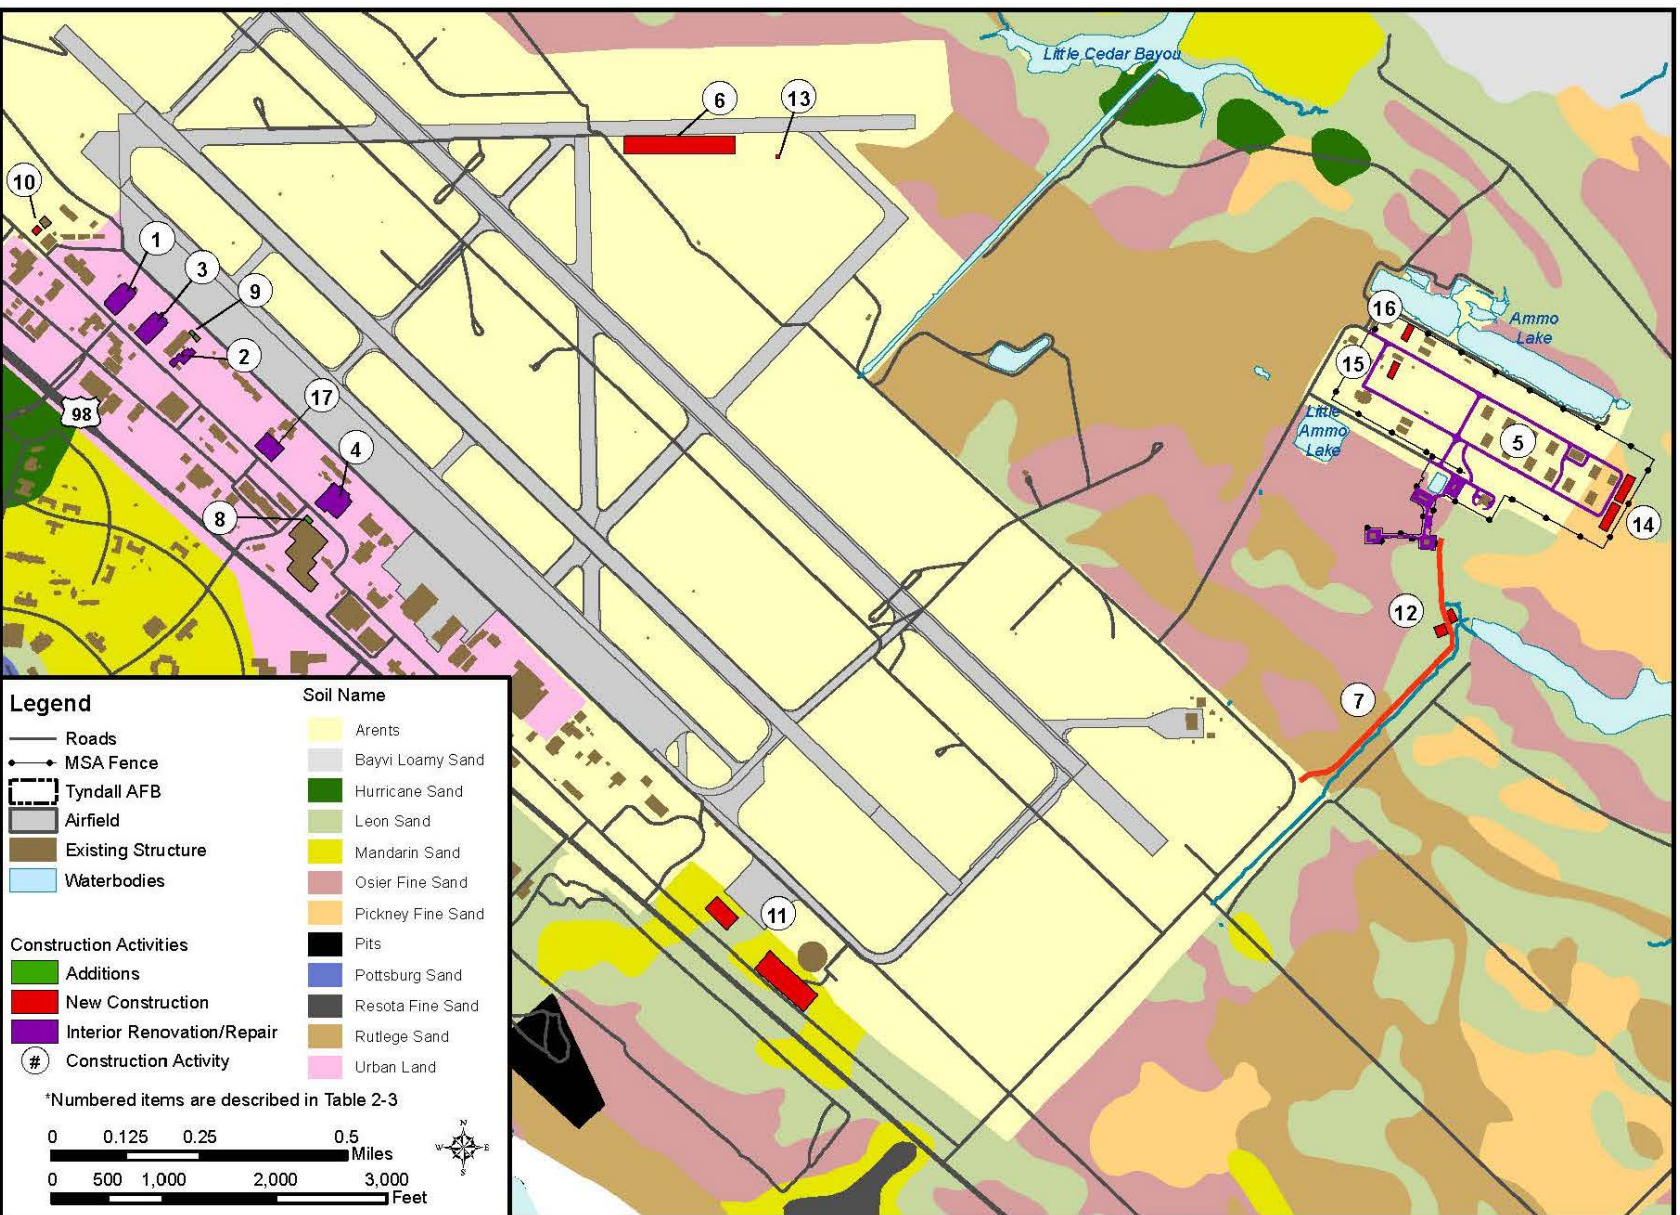 Little Cedar Bayou
6
13
10
1
3
9
2
16
Ammo
Lake
15
98
17
Little
Ammo
Lake
5
4
8
14
12
7
11
Legend
Roads
MSA Fence
Tyndall AFB
Airfield
Existing Structure
Waterbodies
Construction Activities
Additions
New Construction
Interior Renovation/Repair
# Construction Activity
Soil Name
Arents
Bayvi Loamy Sand
Hurricane Sand
Leon Sand
Mandarin Sand
Osier Fine Sand
Pickney Fine Sand
Pits
Pottsburg Sand
Resota Fine Sand
Rutlege Sand
Urban Land
*Numbered items are described in Table 2-3
0 0.125 0.25 0.5
Miles
0 500 1,000 2,000 3,000
Feet
N
W E
S